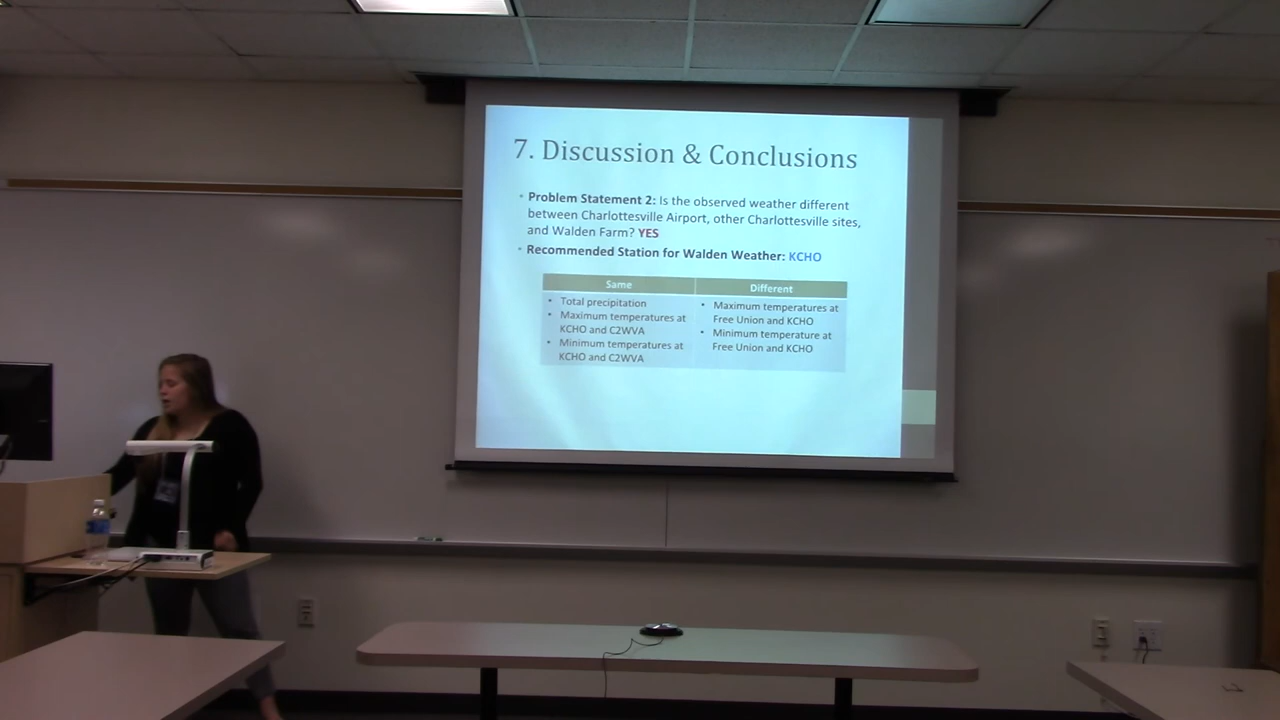 7. Discussion & Conclusions
• Problem Statement 2: Is the observed weather different
between Charlottesville Airport, other Charlottesville sites,
and Walden Farm? YES
• Recommended Station for Walden Weather: KCHO
Same
• Total precipitation
• Maximum temperatures at
KCHO and C2WVA
• Minimum temperatures at
KCHO and C2WVA
Different
• Maximum temperatures at
Free Union and KCHO
• Minimum temperature at
Free Union and KCHO